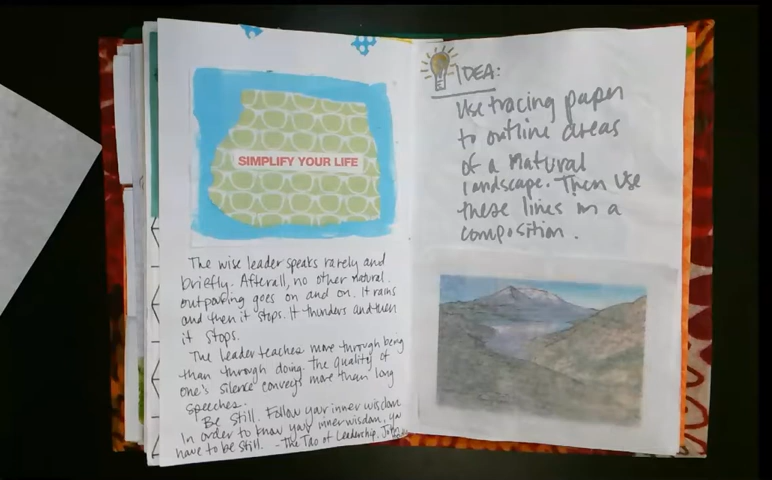 SIMPLIFY YOUR LIFE
The wise leader speaks rarely and
briefly. Afterall, no other natural
outpouring goes on and on. It rains
and then it stops. It thunders and then
it stops.
The leader teaches more through being
than through doing. The quality of
one's silence conveys more than long
speeches.
Be Still. Follow your inner wisdom.
In order to know your inner wisdom, you
have to be still. - The Tao of Leadership, John
IDEA:
Use tracing paper
to outline areas
of a natural
landscape. Then use
these lines in a
composition.